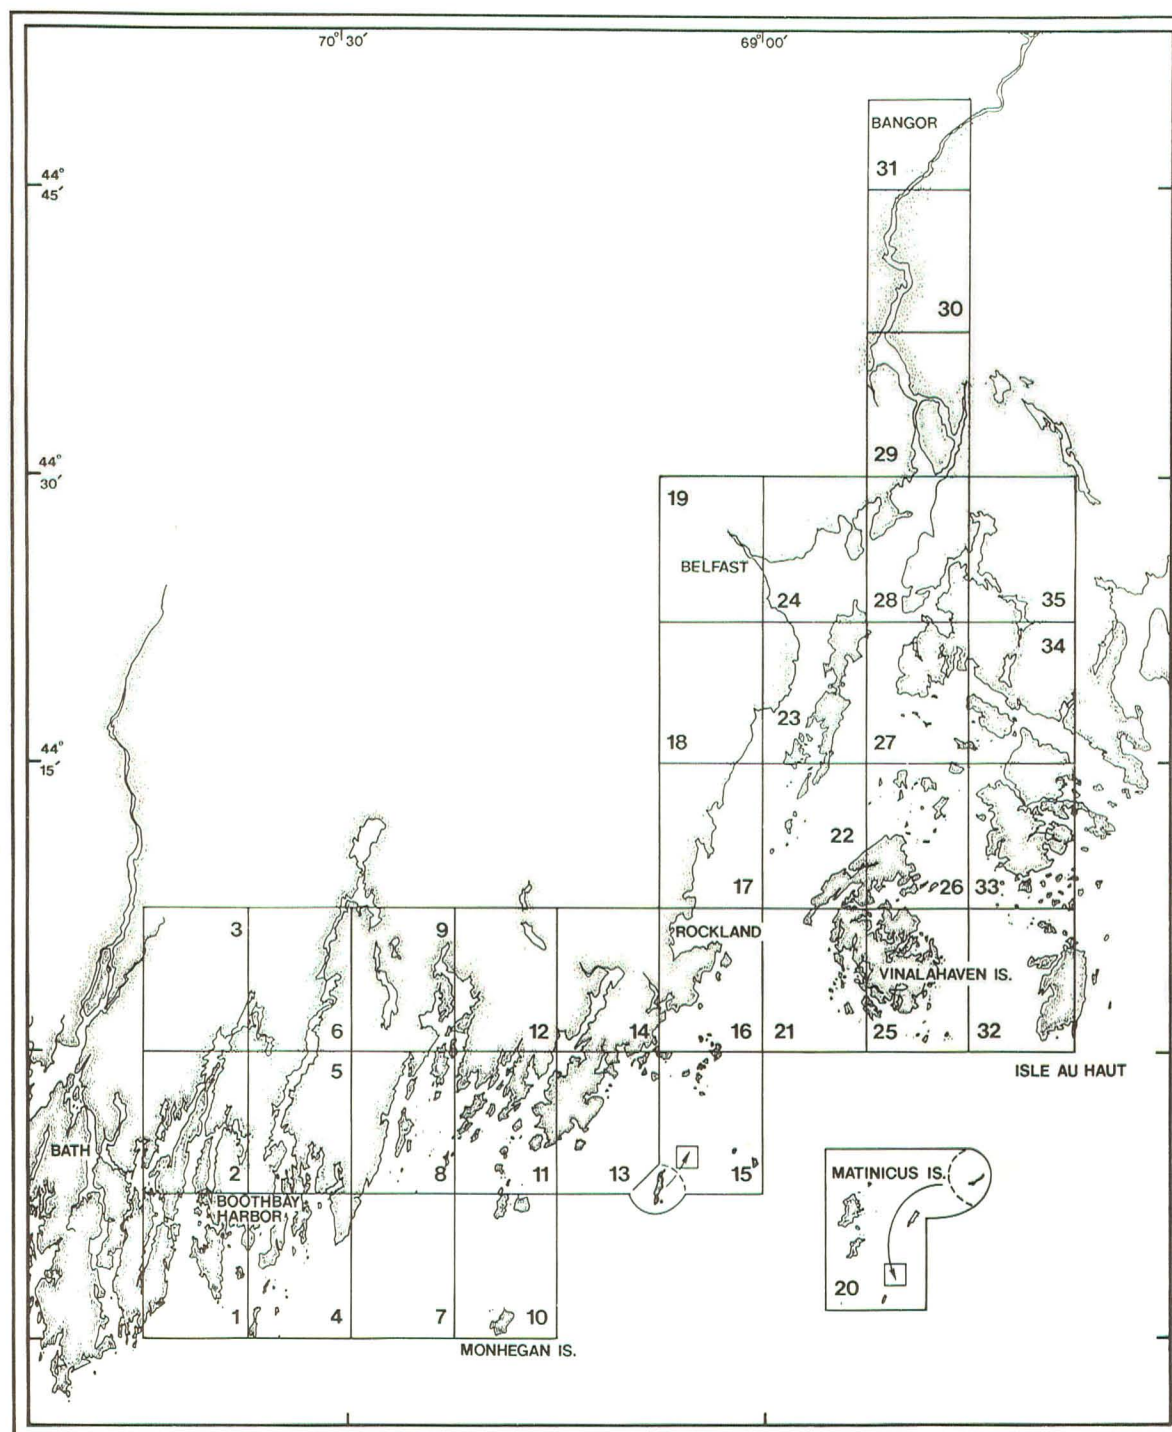 70° 30′ 69° 00′
BANGOR
31
44° 45′
30
29
44° 30′
19
BELFAST
24 28 35
34
23
18 27
44° 15′
22
17 26 33
3 9 ROCKLAND
VINALAHAVEN IS.
6 12 14 16 21 25 32
5
ISLE AU HAUT
BATH
2 8 11 13 15
MATINICUS IS.
BOOTHBAY
HARBOR
20
1 4 7 10
MONHEGAN IS.